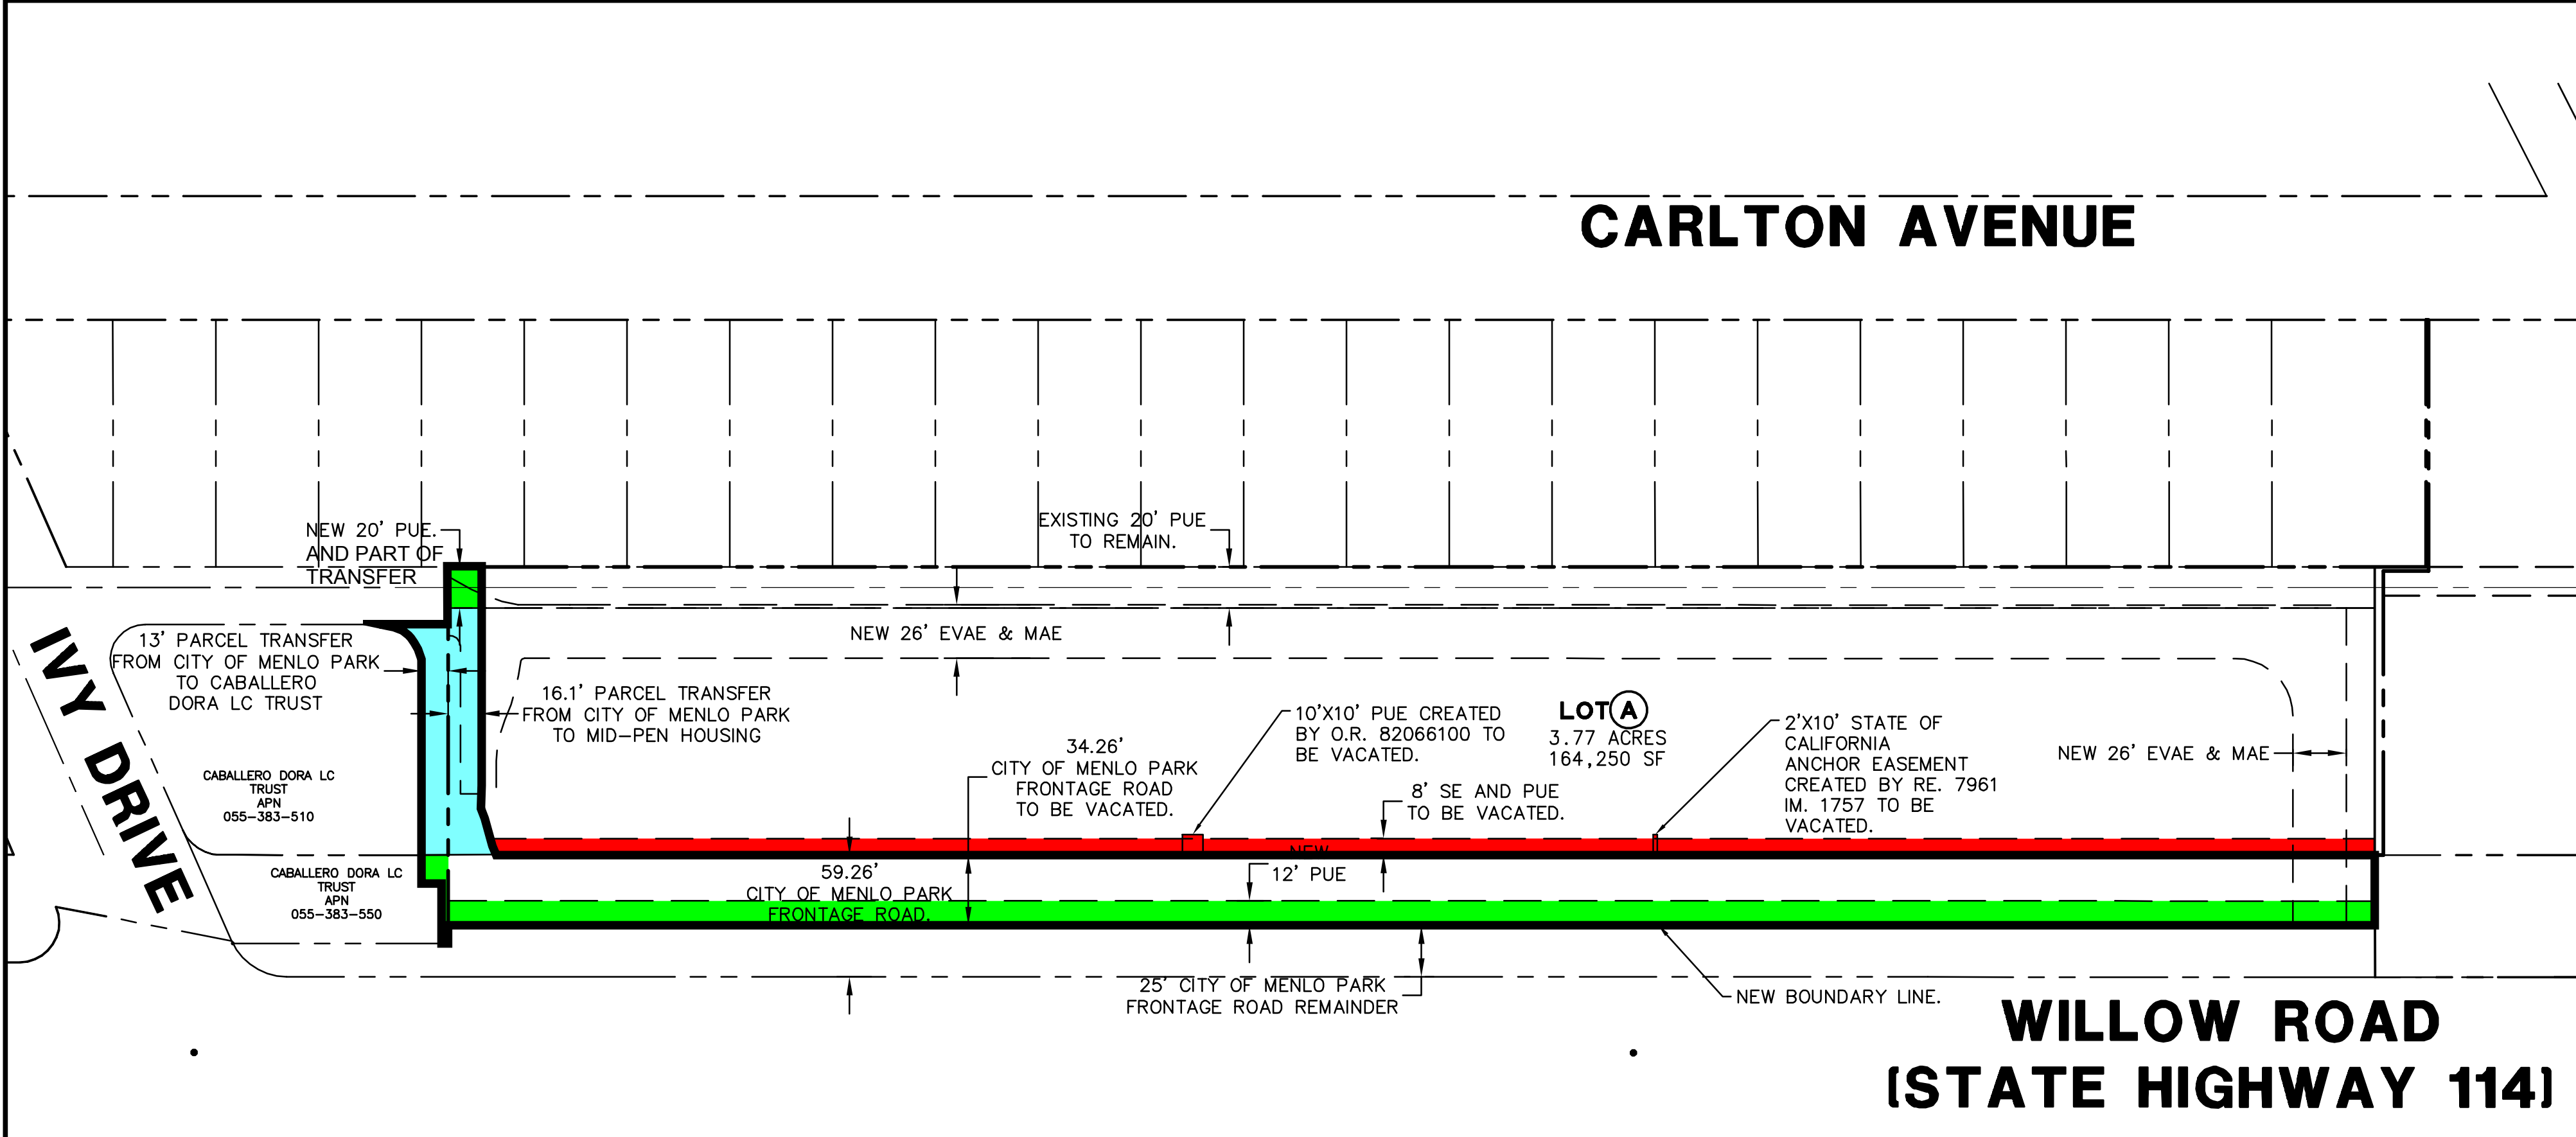 CARLTON AVENUE
NEW 20' PUE.
AND PART OF
TRANSFER
EXISTING 20' PUE
TO REMAIN.
NEW 26' EVAE & MAE
IVY DRIVE
13' PARCEL TRANSFER
FROM CITY OF MENLO PARK
TO CABALLERO
DORA LC TRUST
16.1' PARCEL TRANSFER
FROM CITY OF MENLO PARK
TO MID-PEN HOUSING
CABALLERO DORA LC
TRUST
APN
055-383-510
34.26'
CITY OF MENLO PARK
FRONTAGE ROAD
TO BE VACATED.
10'X10' PUE CREATED
BY O.R. 82066100 TO
BE VACATED.
LOT A
3.77 ACRES
164,250 SF
8' SE AND PUE
TO BE VACATED.
2'X10' STATE OF
CALIFORNIA
ANCHOR EASEMENT
CREATED BY RE. 7961
IM. 1757 TO BE
VACATED.
NEW 26' EVAE & MAE
CABALLERO DORA LC
TRUST
APN
055-383-550
59.26'
CITY OF MENLO PARK
FRONTAGE ROAD.
NEW
12' PUE
25' CITY OF MENLO PARK
FRONTAGE ROAD REMAINDER
NEW BOUNDARY LINE.
WILLOW ROAD
(STATE HIGHWAY 114)